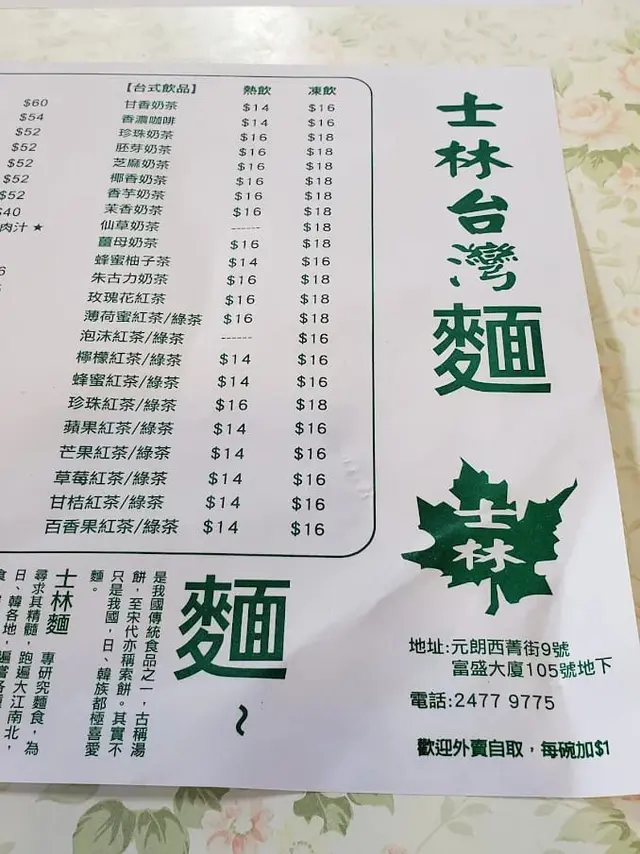 $60
$54
$52
$52
$52
$52
$52
$40
肉汁 ★
【台式飲品】 熱飲 凍飲
甘香奶茶 $14 $16
香濃咖啡 $14 $16
珍珠奶茶 $16 $18
胚芽奶茶 $16 $18
芝麻奶茶 $16 $18
椰香奶茶 $16 $18
香芋奶茶 $16 $18
茉香奶茶 $16 $18
仙草奶茶 ------ $18
薑母奶茶 $16 $18
蜂蜜柚子茶 $14 $16
朱古力奶茶 $16 $18
玫瑰花紅茶 $16 $18
薄荷蜜紅茶/綠茶 $16 $18
泡沫紅茶/綠茶 ------ $16
檸檬紅茶/綠茶 $14 $16
蜂蜜紅茶/綠茶 $14 $16
珍珠紅茶/綠茶 $16 $18
蘋果紅茶/綠茶 $14 $16
芒果紅茶/綠茶 $14 $16
草莓紅茶/綠茶 $14 $16
甘桔紅茶/綠茶 $14 $16
百香果紅茶/綠茶 $14 $16
士林台灣麵
士林
地址:元朗西菁街9號
富盛大廈105號地下
電話:2477 9775
歡迎外賣自取，每碗加$1
麵~
是我國傳統食品之一，古稱湯
餅，至宋代亦稱索餅。其實不
只是我國，日、韓族都極喜愛
麵。
士林麵 專研究麵食，為
尋求其精髓，跑遍大江南北，
日、韓各地，遍嘗各